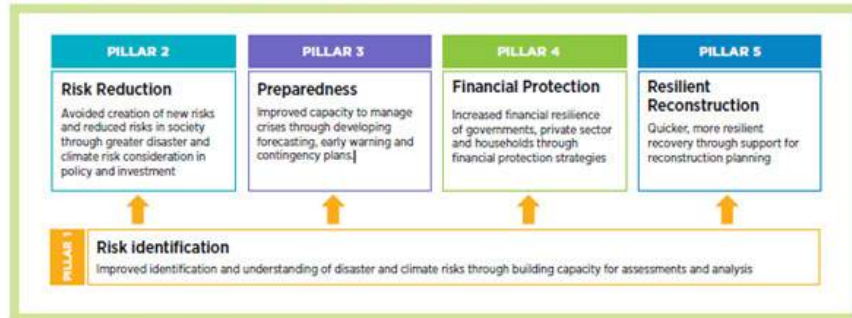 PILLAR 2
Risk Reduction
Avoided creation of new risks
and reduced risks in society
through greater disaster and
climate risk consideration in
policy and investment
PILLAR 3
Preparedness
Improved capacity to manage
crises through developing
forecasting, early warning and
contingency plans.
PILLAR 4
Financial Protection
Increased financial resilience
of governments, private sector
and households through
financial protection strategies
PILLAR 5
Resilient
Reconstruction
Quicker, more resilient
recovery through support for
reconstruction planning
PILLAR 1
Risk identification
Improved identification and understanding of disaster and climate risks through building capacity for assessments and analysis